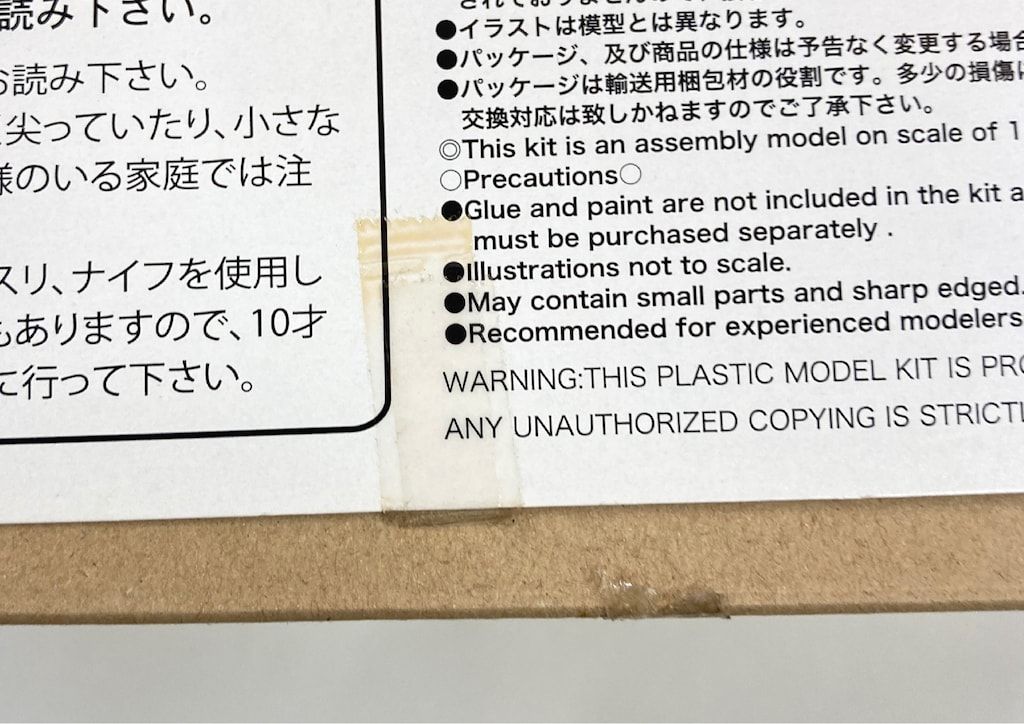 読み下さい。
お読み下さい。
尖っていたり、小さな
様のいる家庭では注
スリ、ナイフを使用し
もありますので、10才
に行って下さい。
●イラストは模型とは異なります。
●パッケージ、及び商品の仕様は予告なく変更する場合
●パッケージは輸送用梱包材の役割です。多少の損傷
交換対応は致しかねますのでご了承下さい。
◎This kit is an assembly model on scale of 1
○Precautions○
●Glue and paint are not included in the kit a
must be purchased separately .
●Illustrations not to scale.
●May contain small parts and sharp edged.
●Recommended for experienced modelers
WARNING:THIS PLASTIC MODEL KIT IS PRO
ANY UNAUTHORIZED COPYING IS STRICTL